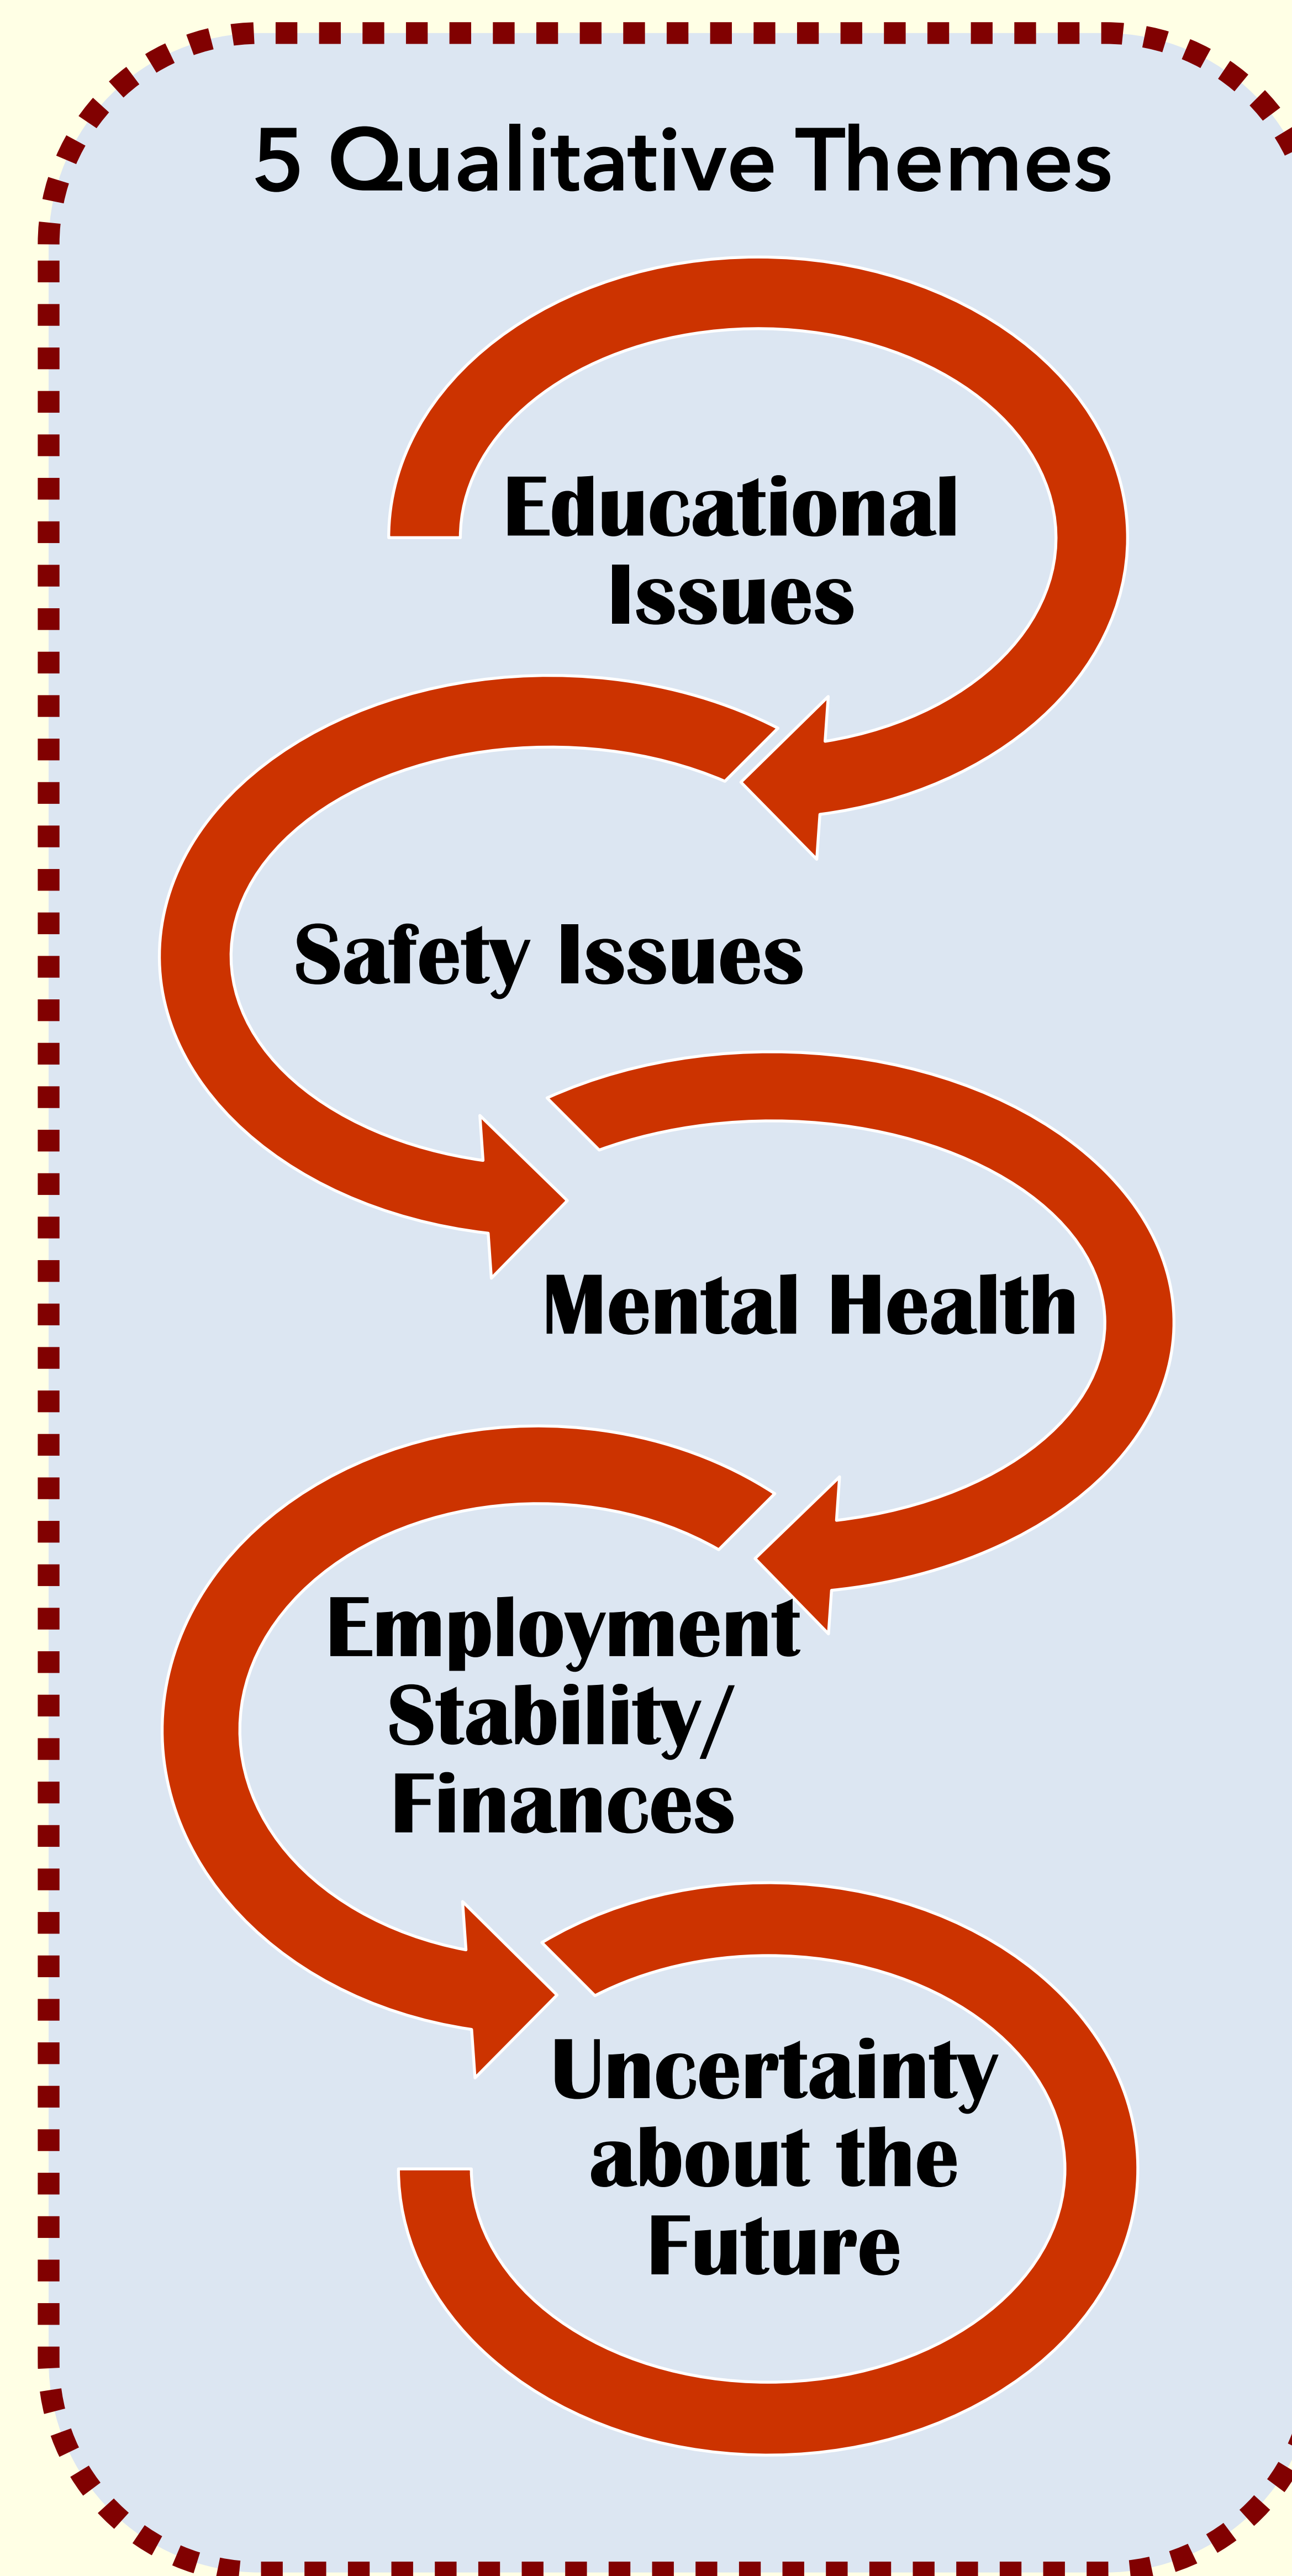 5 Qualitative Themes
Educational
Issues
Safety Issues
Mental Health
Employment
Stability/
Finances
Uncertainty
about the
Future